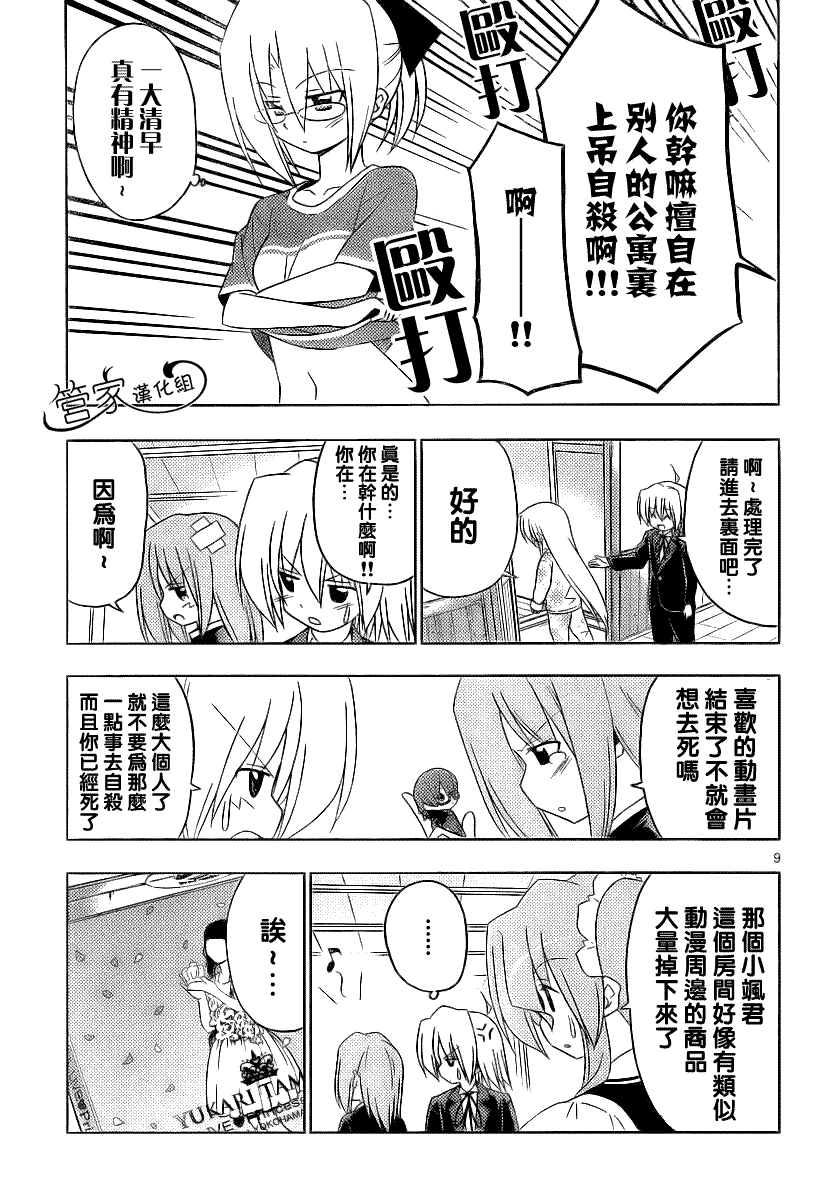 毆打
你幹嘛擅自在
別人的公寓裏
上吊自殺啊!!!
毆打
啊——!!
毆打
一大清早
真有精神啊~
管家漢化組
啊~處理完了
請進去裏面吧…
好的
真是的…
你在幹什麼啊!!
你在…
因為啊~
喜歡的動畫片
結束了不就會
想去死嗎
這麼大個人了
就不要為那麼
一點事去自殺
而且你已經死了
9
那個小颯君
這個房間好像有類似
動漫周邊的商品
大量掉下來了
……
誒~…
YUKARI TAM
IVE♥PRINCESS
YOKOHAMA